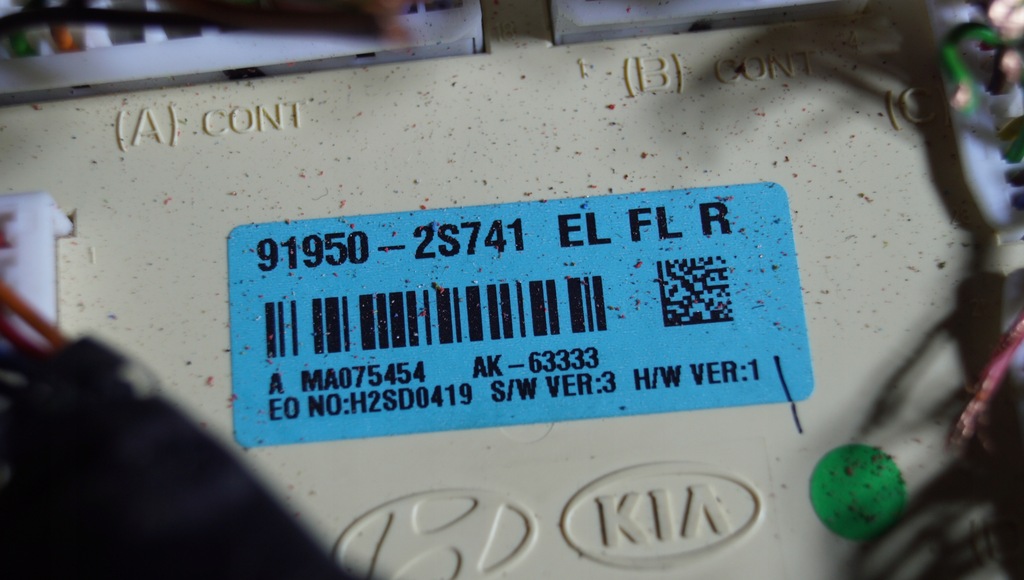 (A) CONT
(B) CONT
(C)
91950-2S741 EL FL R
A MA075454 AK-63333
EO NO:H2SD0419 S/W VER:3 H/W VER:1
KIA